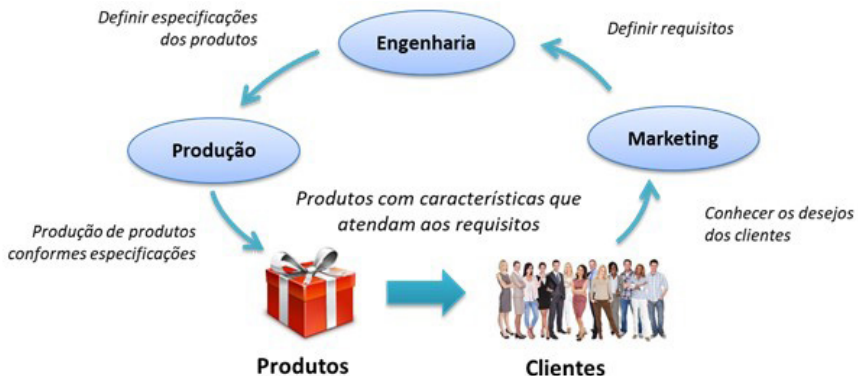 Definir especificações
dos produtos
Engenharia
Definir requisitos
Produção
Marketing
Produtos com características que
atendam aos requisitos
Produção de produtos
conformes especificações
Conhecer os desejos
dos clientes
Produtos
Clientes